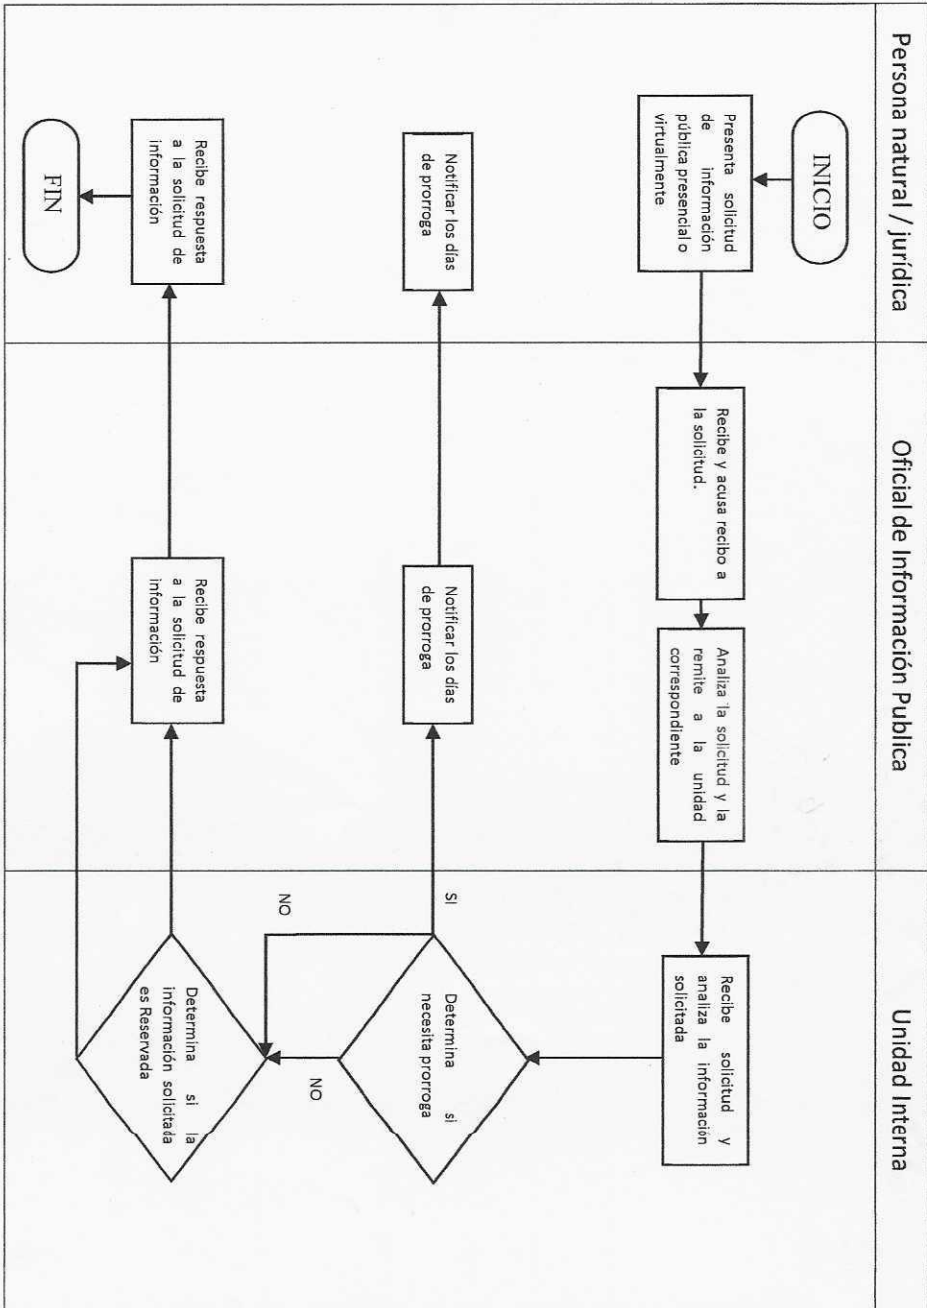 Persona natural / jurídica
Oficial de Información Publica
Unidad Interna
INICIO
Presenta solicitud
de información
pública presencial o
virtualmente
Recibe y acusa recibo a
la solicitud.
Analiza la solicitud y la
remite a la unidad
correspondiente
Recibe solicitud y
analiza la información
solicitada
Notificar los días
de prorroga
Notificar los días
de prorroga
SI
Determina si
necesita prorroga
NO
NO
Recibe respuesta
a la solicitud de
información
Recibe respuesta
a la solicitud de
información
Determina si la
información solicitada
es Reservada
FIN